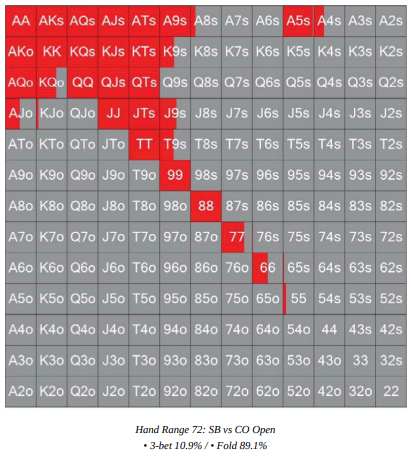 AA AKs AQs AJs ATs A9s A8s A7s A6s A5s A4s A3s A2s
AKo KK KQs KJs KTs K9s K8s K7s K6s K5s K4s K3s K2s
AQo KQo QQ QJs QTs Q9s Q8s Q7s Q6s Q5s Q4s Q3s Q2s
AJo KJo QJo JJ JTs J9s J8s J7s J6s J5s J4s J3s J2s
ATo KTo QTo JTo TT T9s T8s T7s T6s T5s T4s T3s T2s
A9o K9o Q9o J9o T9o 99 98s 97s 96s 95s 94s 93s 92s
A8o K8o Q8o J8o T8o 98o 88 87s 86s 85s 84s 83s 82s
A7o K7o Q7o J7o T7o 97o 87o 77 76s 75s 74s 73s 72s
A6o K6o Q6o J6o T6o 96o 86o 76o 66 65s 64s 63s 62s
A5o K5o Q5o J5o T5o 95o 85o 75o 65o 55 54s 53s 52s
A4o K4o Q4o J4o T4o 94o 84o 74o 64o 54o 44 43s 42s
A3o K3o Q3o J3o T3o 93o 83o 73o 63o 53o 43o 33 32s
A2o K2o Q2o J2o T2o 92o 82o 72o 62o 52o 42o 32o 22
Hand Range 72: SB vs CO Open
• 3-bet 10.9% / • Fold 89.1%